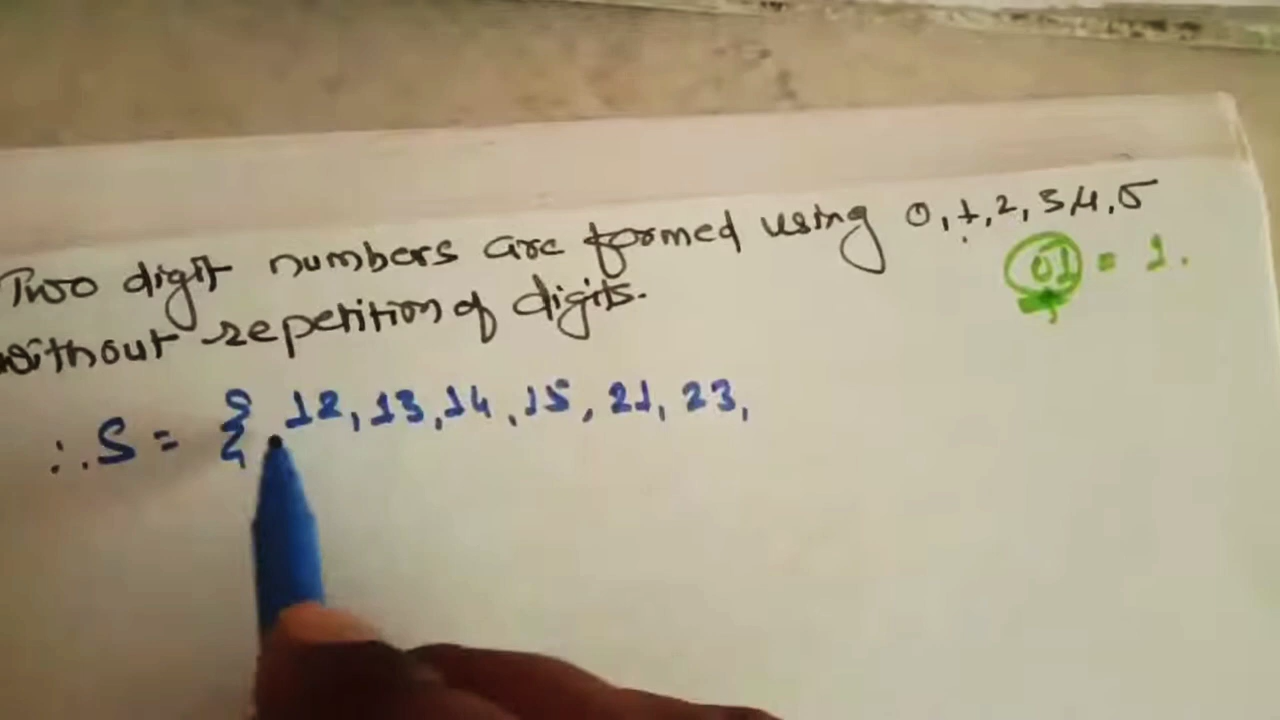 Two digit numbers are formed using 0,1,2,3,4,5
01 = 1.
without repetition of digits.
∴ S = { 12, 13, 14, 15, 21, 23,